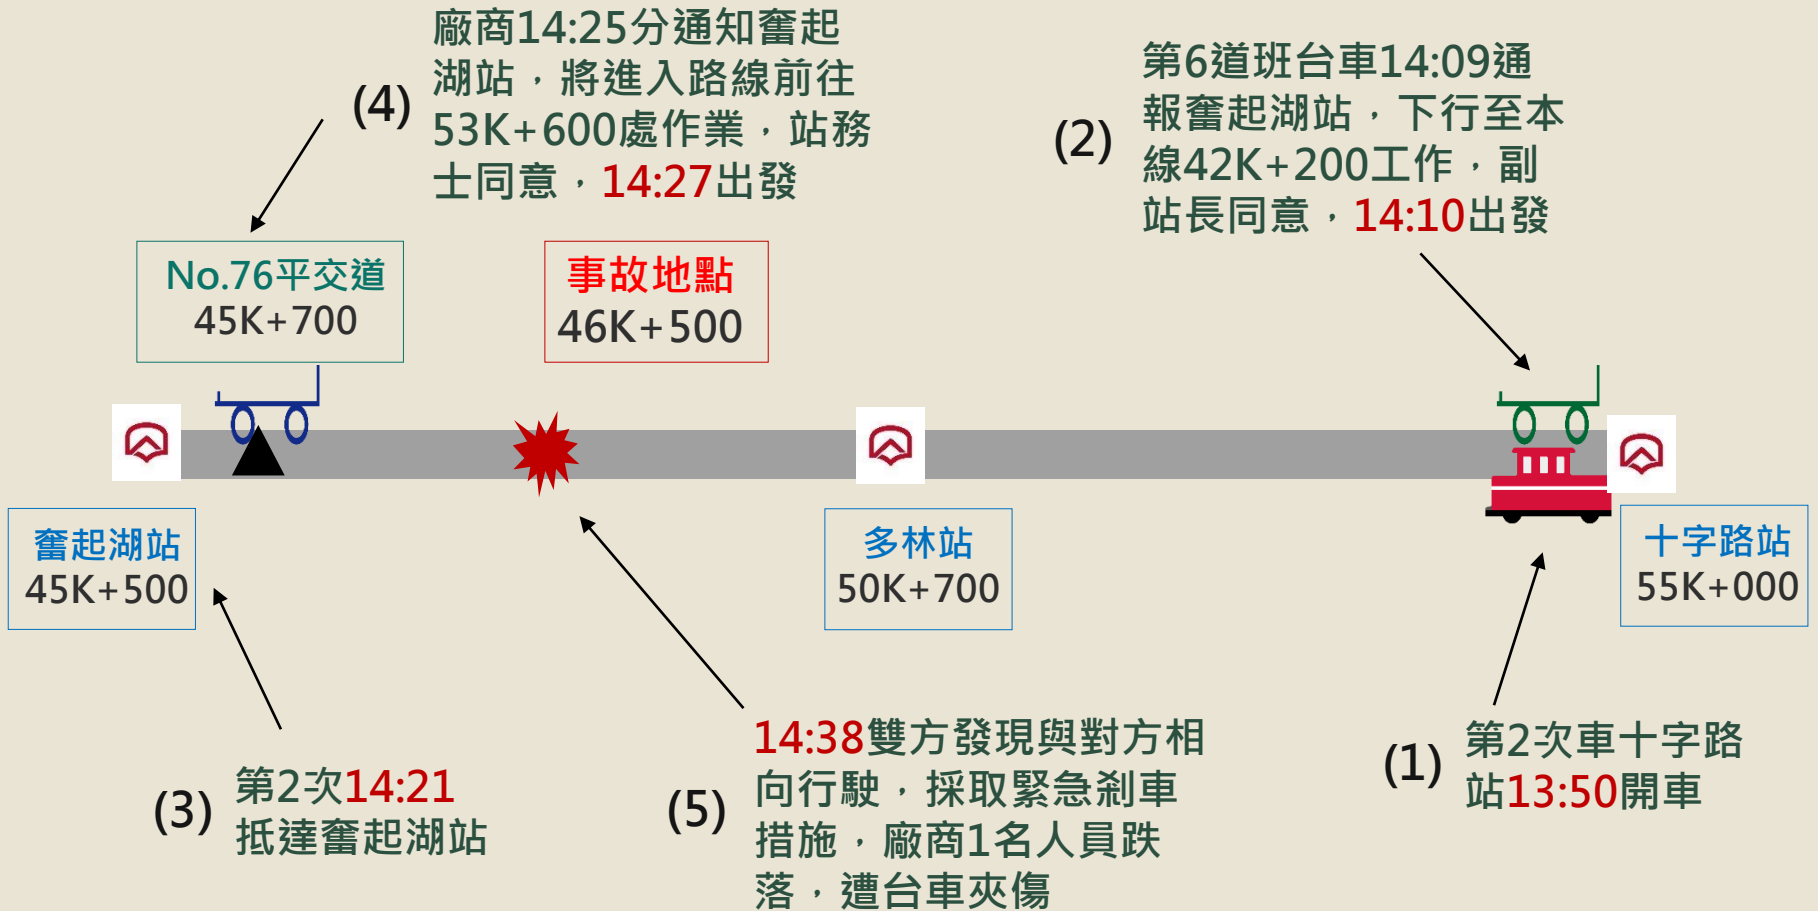 (4)
廠商14:25分通知奮起
湖站，將進入路線前往
53K+600處作業，站務
士同意，14:27出發
(2)
第6道班台車14:09通
報奮起湖站，下行至本
線42K+200工作，副
站長同意，14:10出發
No.76平交道
45K+700
事故地點
46K+500
奮起湖站
45K+500
多林站
50K+700
十字路站
55K+000
(3)
第2次14:21
抵達奮起湖站
(5)
14:38雙方發現與對方相
向行駛，採取緊急剎車
措施，廠商1名人員跌
落，遭台車夾傷
(1)
第2次車十字路
站13:50開車